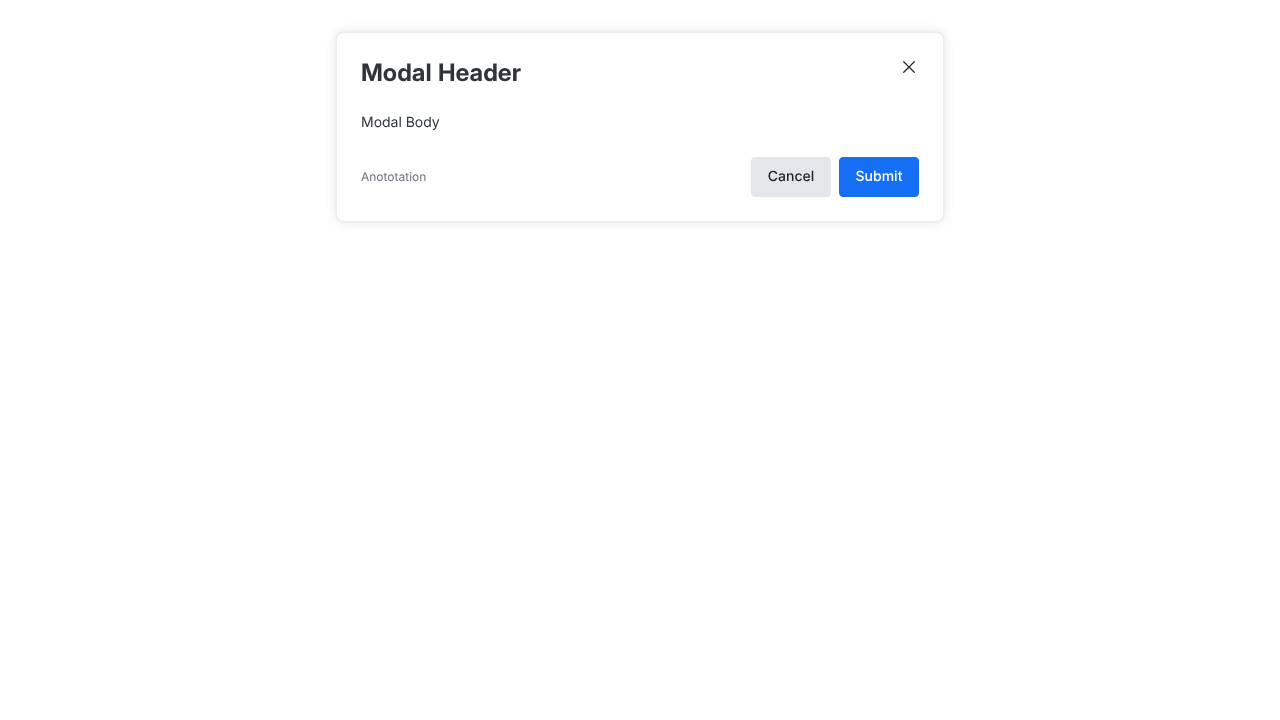 Modal Header
Modal Body
Anototation
Cancel
Submit